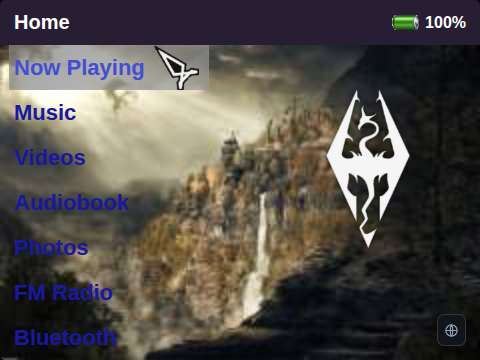 Home
100%
Now Playing
Music
Videos
Audiobook
Photos
FM Radio
Bluetooth